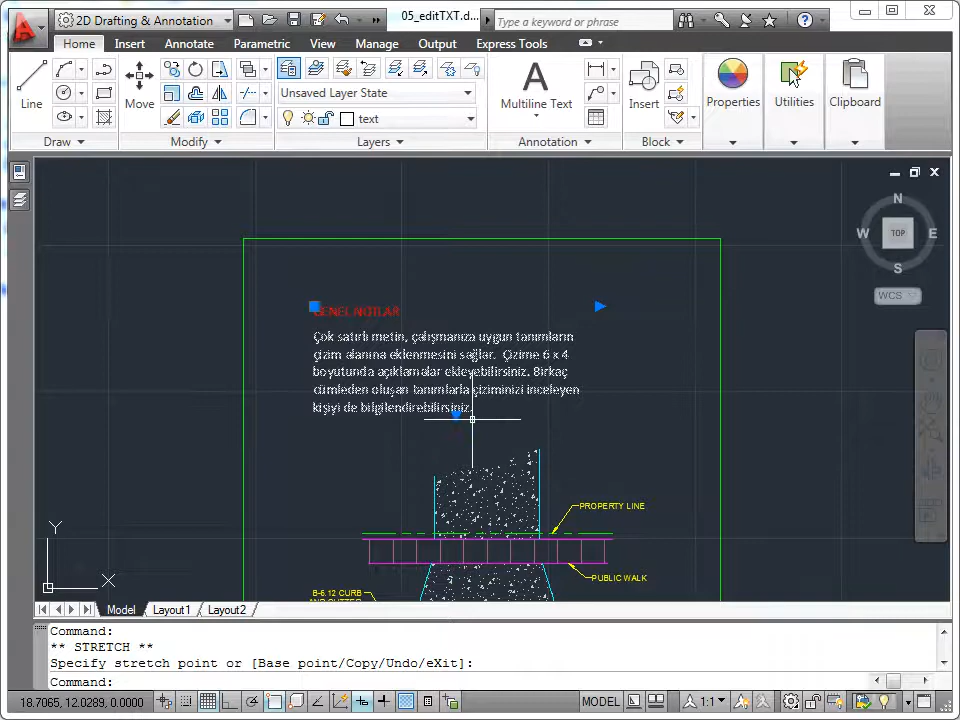 2D Drafting & Annotation
05_editTXT.d...
Type a keyword or phrase
Home Insert Annotate Parametric View Manage Output Express Tools
Line
Move
Unsaved Layer State
text
Multiline Text
Insert
Properties
Utilities
Clipboard
Draw
Modify
Layers
Annotation
Block
N
W
TOP
E
S
WCS
GENEL NOTLAR
Çok satırlı metin, çalışmanıza uygun tanımların
çizim alanına eklenmesini sağlar. Çizime 6 x 4
boyutunda açıklamalar ekleyebilirsiniz. Birkaç
cümleden oluşan tanımlarla çiziminizi inceleyen
kişiyi de bilgilendirebilirsiniz.
PROPERTY LINE
PUBLIC WALK
B-6.12 CURB
AND GUTTER
Y
X
Model Layout1 Layout2
Command:
** STRETCH **
Specify stretch point or [Base point/Copy/Undo/eXit]:
Command:
18.7065, 12.0289, 0.0000
MODEL
1:1